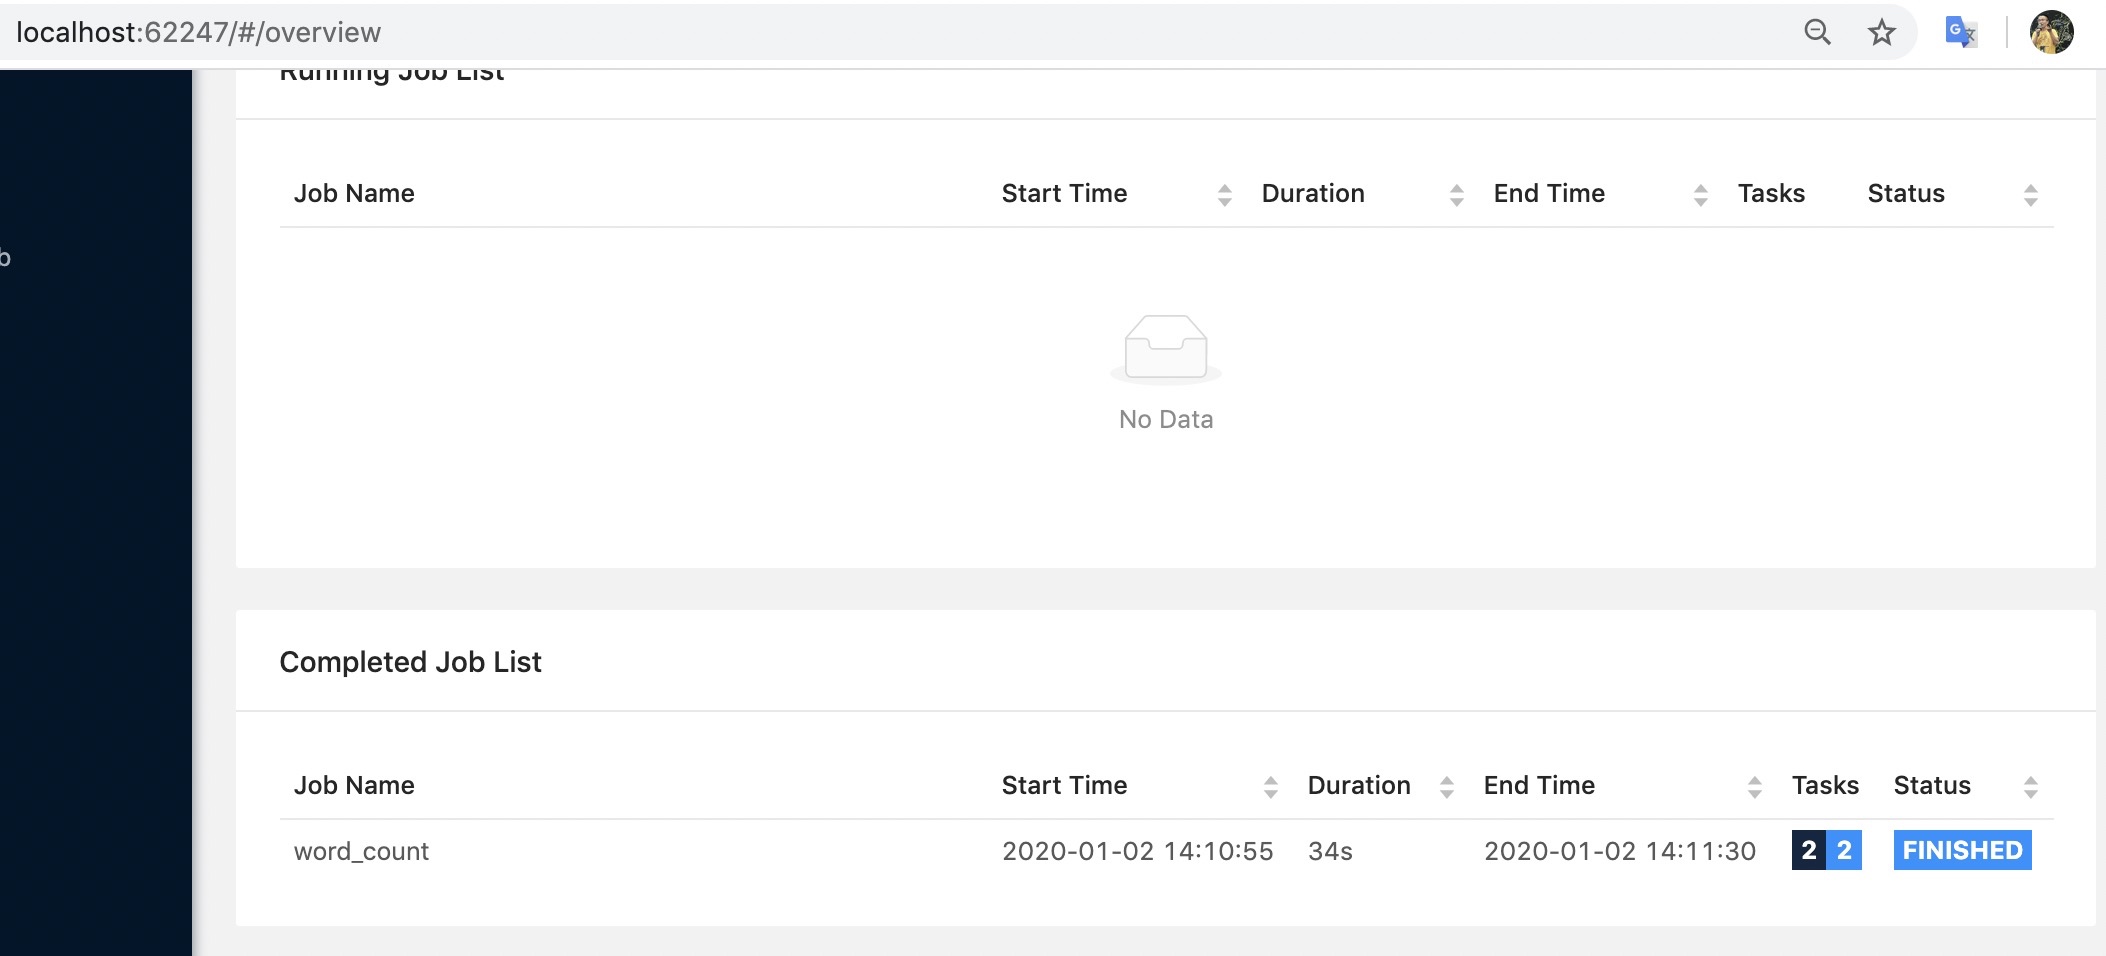 localhost:62247/#/overview
Running Job List
Job Name Start Time Duration End Time Tasks Status
b
No Data
Completed Job List
Job Name Start Time Duration End Time Tasks Status
word_count 2020-01-02 14:10:55 34s 2020-01-02 14:11:30 2 2 FINISHED